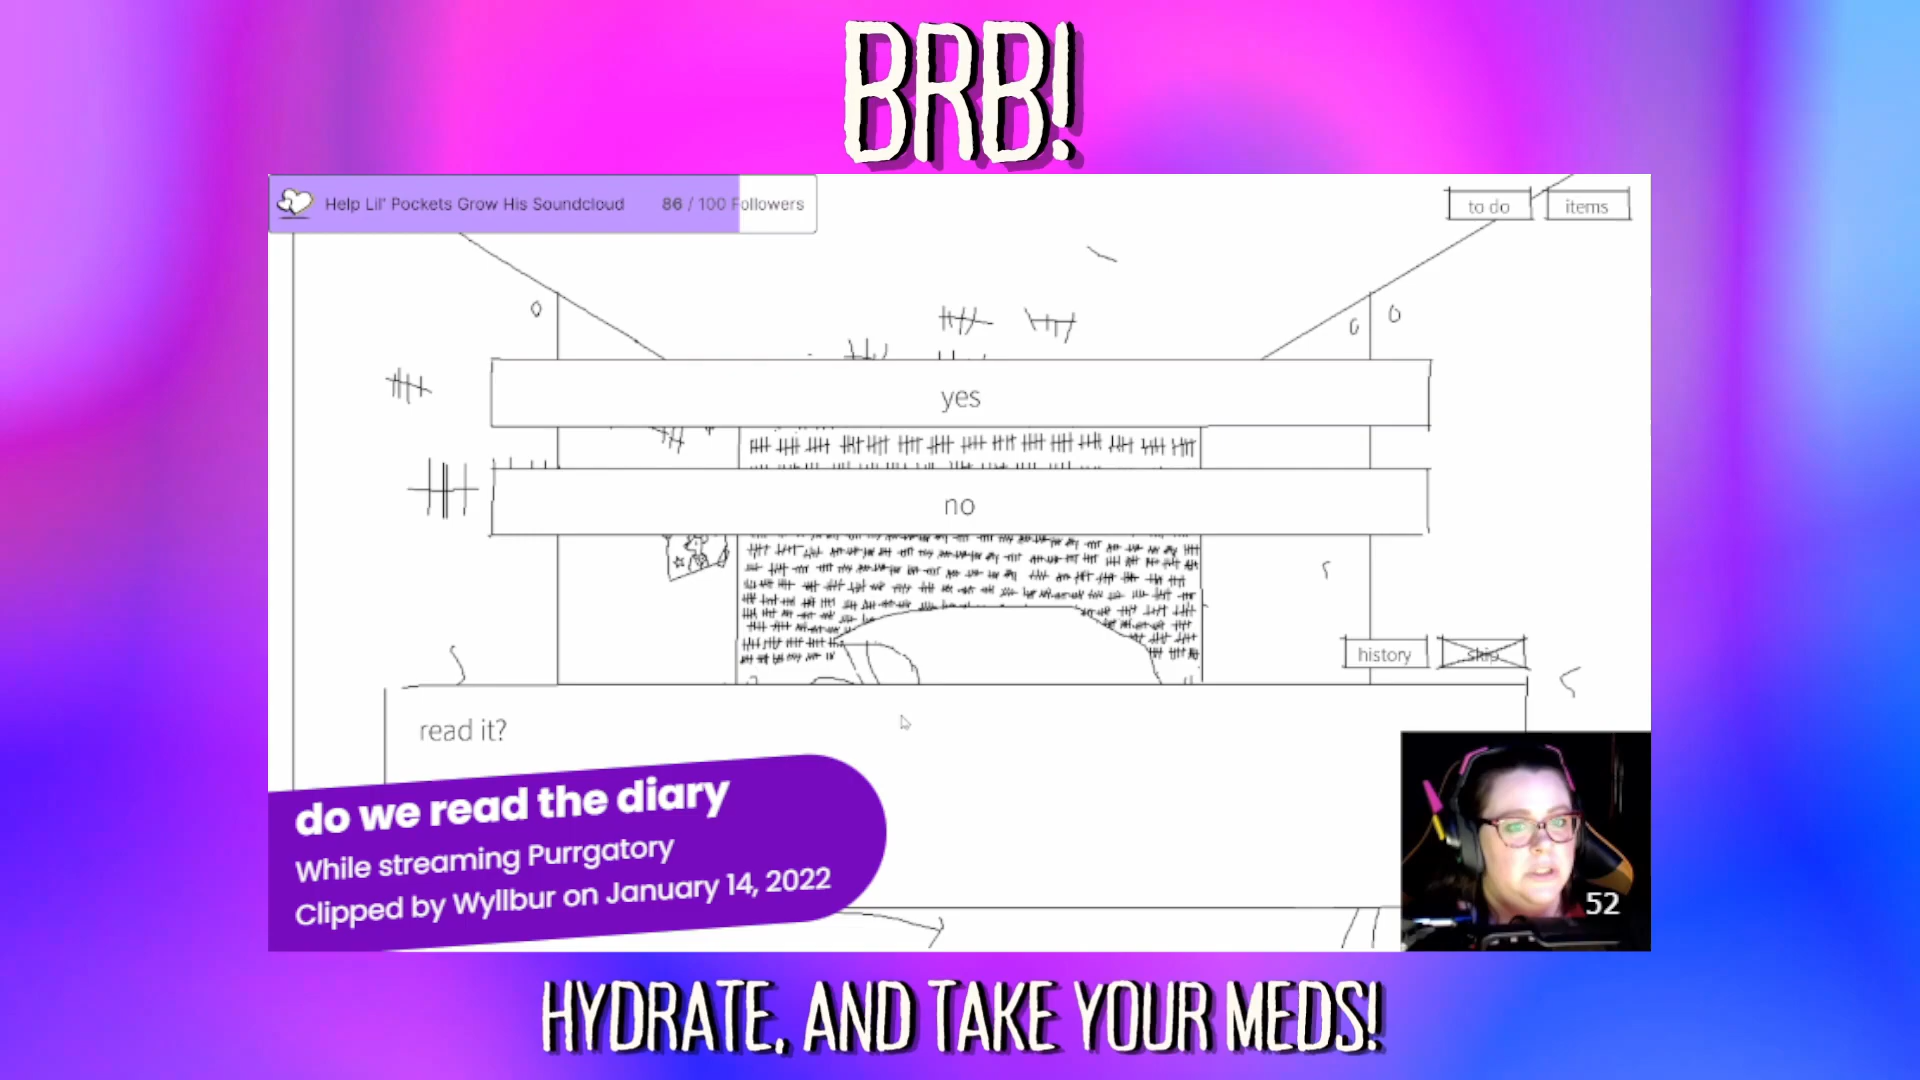 BRB!
Help Lil' Pockets Grow His Soundcloud 86 / 100 Followers
to do items
yes
no
history skip
read it?
do we read the diary
While streaming Purrgatory
Clipped by Wyllbur on January 14, 2022
52
HYDRATE, AND TAKE YOUR MEDS!